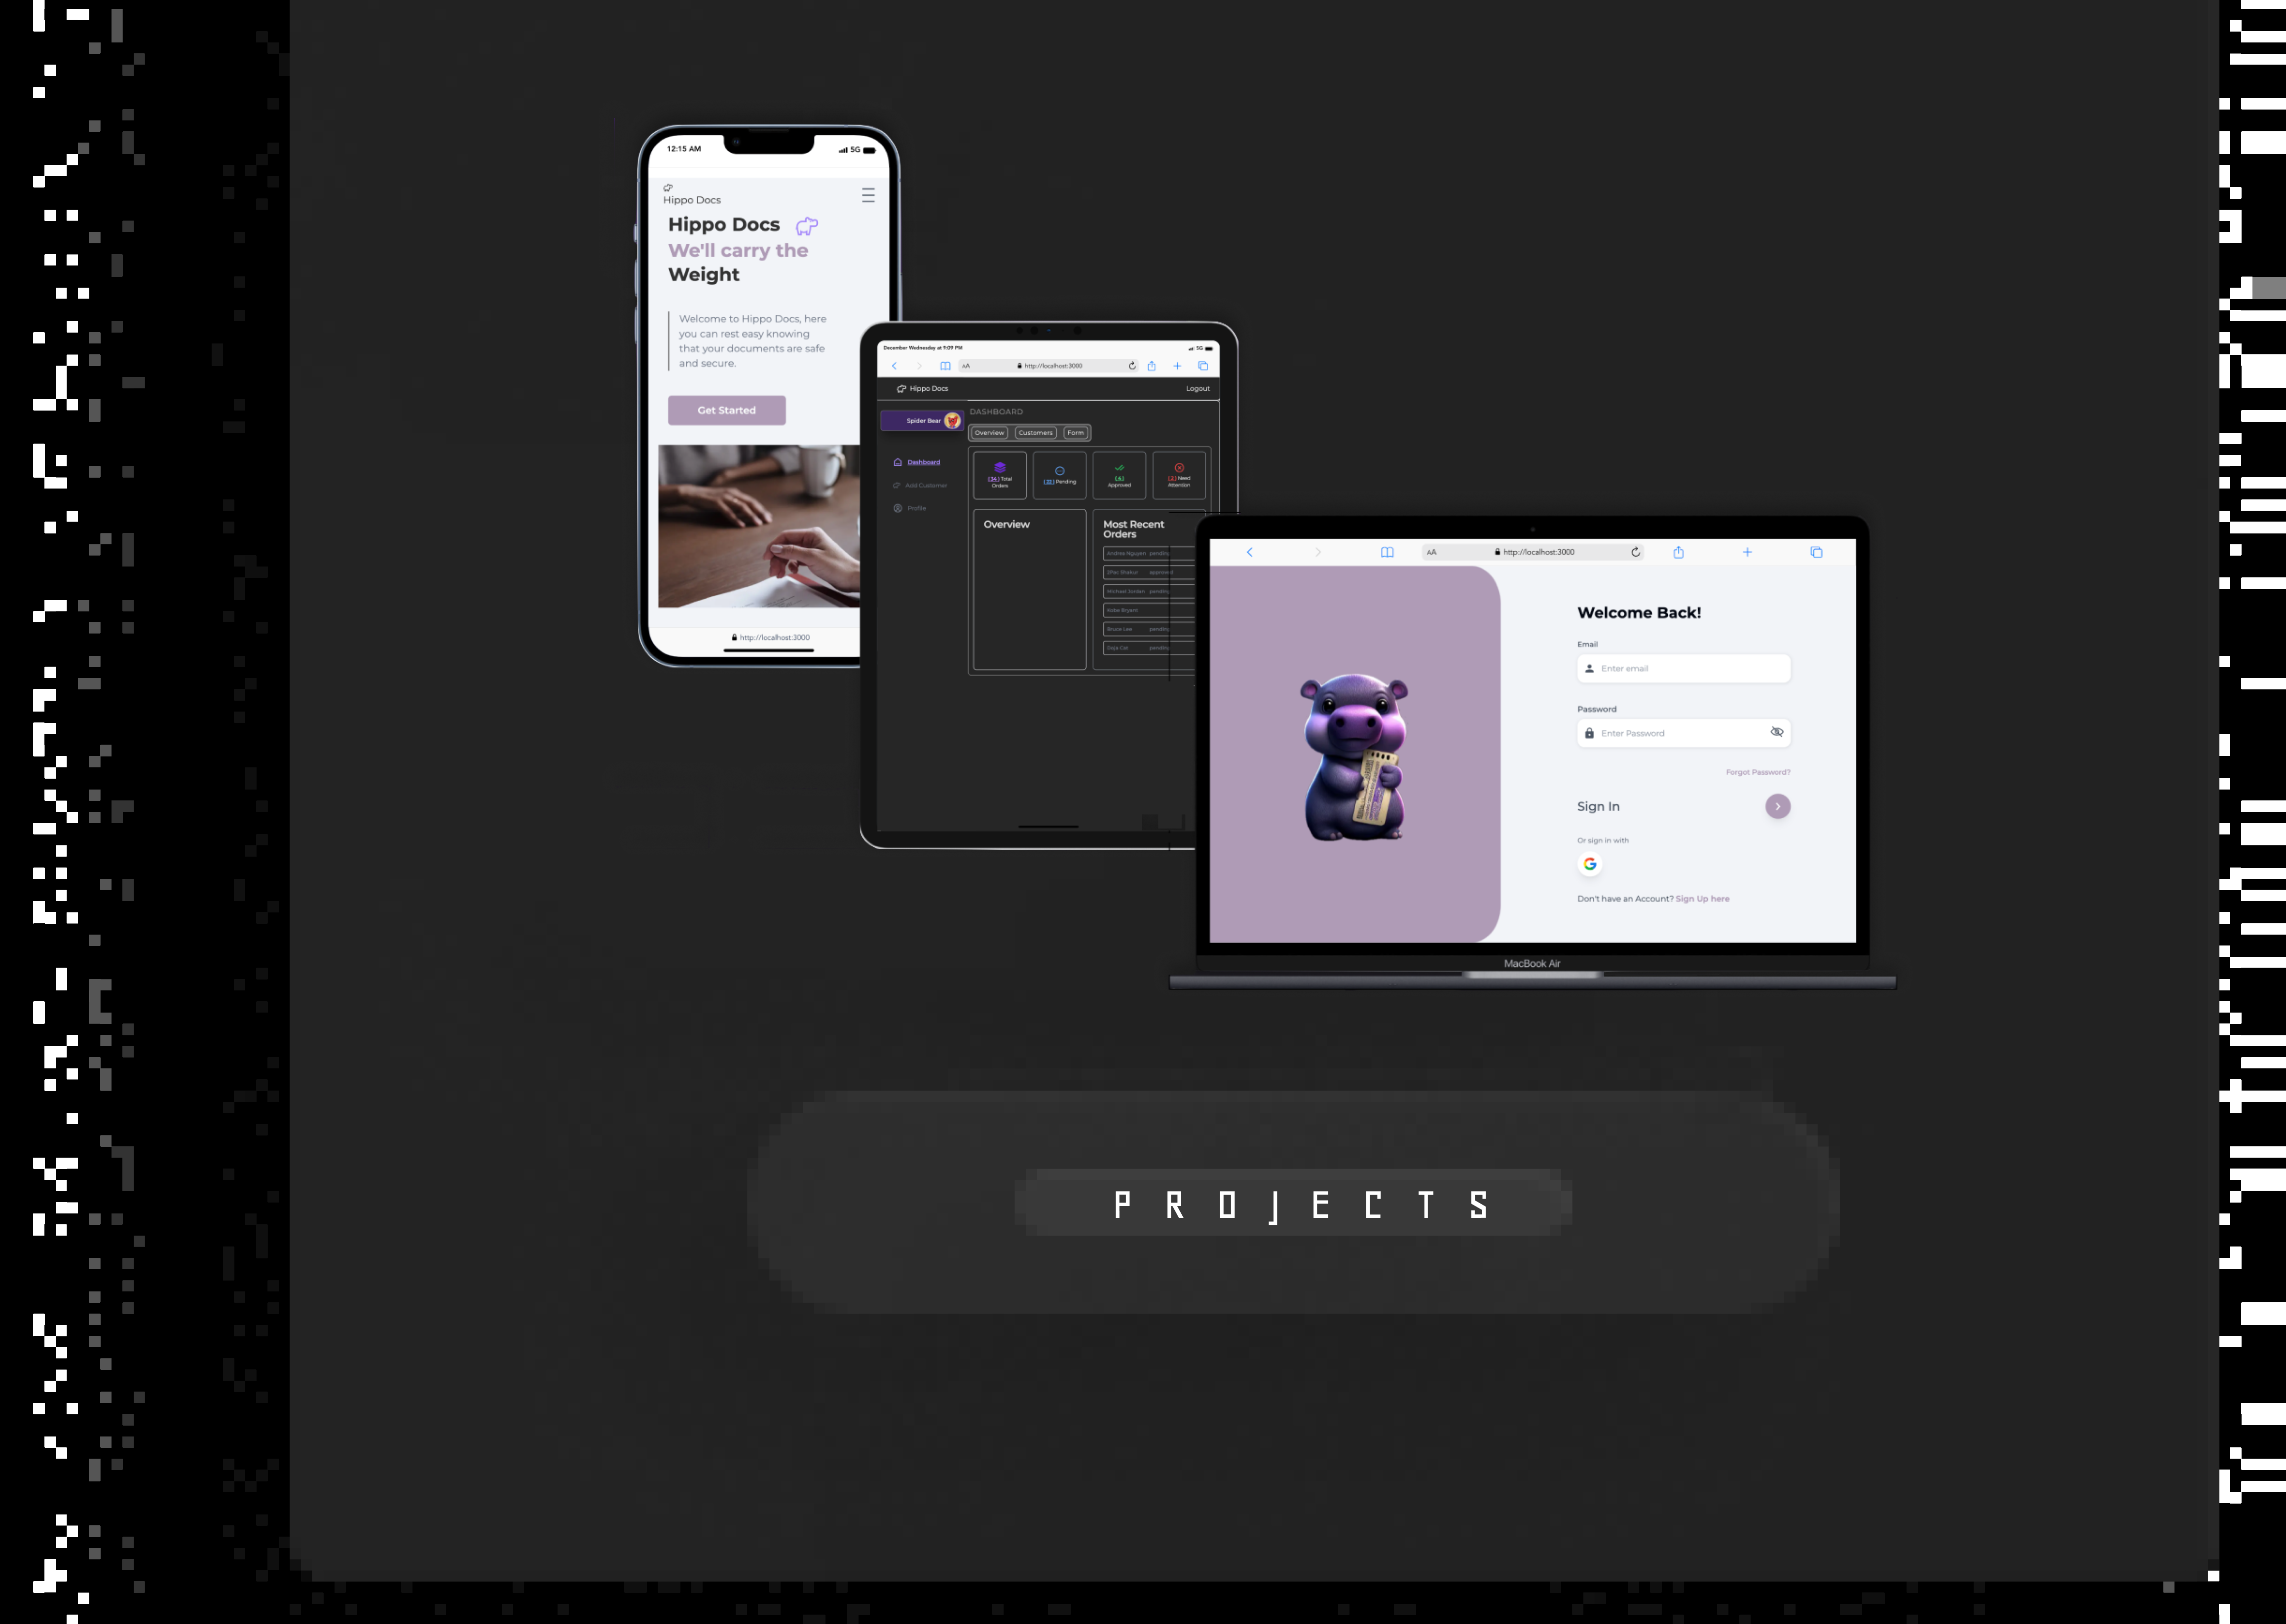 12:15 AM
5G
Hippo Docs
Hippo Docs
We'll carry the
Weight
Welcome to Hippo Docs, here
you can rest easy knowing
that your documents are safe
and secure.
Get Started
http://localhost:3000
December Wednesday at 9:09 PM
5G
AA
http://localhost:3000
Hippo Docs
Logout
Spider Bear
DASHBOARD
Overview Customers Form
Dashboard
Add Customer
Profile
Total
Orders
Pending
Approved
Need
Attention
Overview
Most Recent
Orders
Andrea Nguyen pending
2Pac Shakur approved
Michael Jordan pending
Kobe Bryant
Bruce Lee pending
Doja Cat pending
AA
http://localhost:3000
Welcome Back!
Email
Enter email
Password
Enter Password
Forgot Password?
Sign In
Or sign in with
G
Don't have an Account? Sign Up here
MacBook Air
PROJECTS